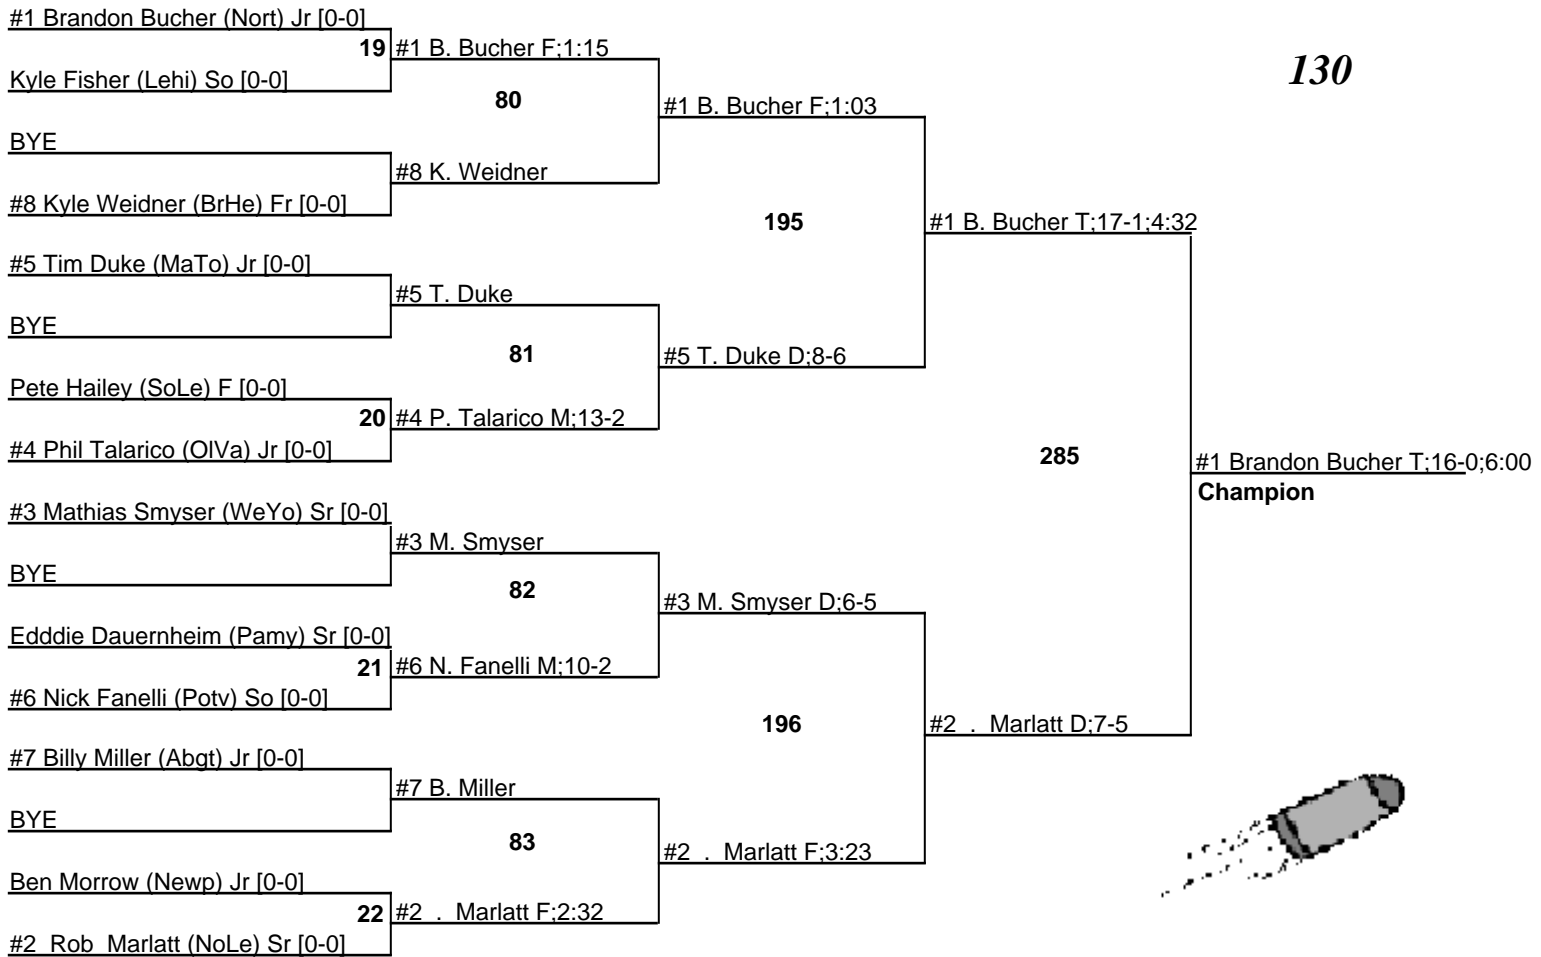 #1 Brandon Bucher (Nort) Jr [0-0]
19
#1 B. Bucher F;1:15
130
Kyle Fisher (Lehi) So [0-0]
80
#1 B. Bucher F;1:03
BYE
#8 K. Weidner
#8 Kyle Weidner (BrHe) Fr [0-0]
195
#1 B. Bucher T;17-1;4:32
#5 Tim Duke (MaTo) Jr [0-0]
#5 T. Duke
BYE
81
#5 T. Duke D;8-6
Pete Hailey (SoLe) F [0-0]
20
#4 P. Talarico M;13-2
#4 Phil Talarico (OlVa) Jr [0-0]
285
#1 Brandon Bucher T;16-0;6:00
Champion
#3 Mathias Smyser (WeYo) Sr [0-0]
#3 M. Smyser
BYE
82
#3 M. Smyser D;6-5
Edddie Dauernheim (Pamy) Sr [0-0]
21
#6 N. Fanelli M;10-2
#6 Nick Fanelli (Potv) So [0-0]
196
#2 . Marlatt D;7-5
#7 Billy Miller (Abgt) Jr [0-0]
#7 B. Miller
BYE
83
#2 . Marlatt F;3:23
Ben Morrow (Newp) Jr [0-0]
22
#2 . Marlatt F;2:32
#2 Rob Marlatt (NoLe) Sr [0-0]